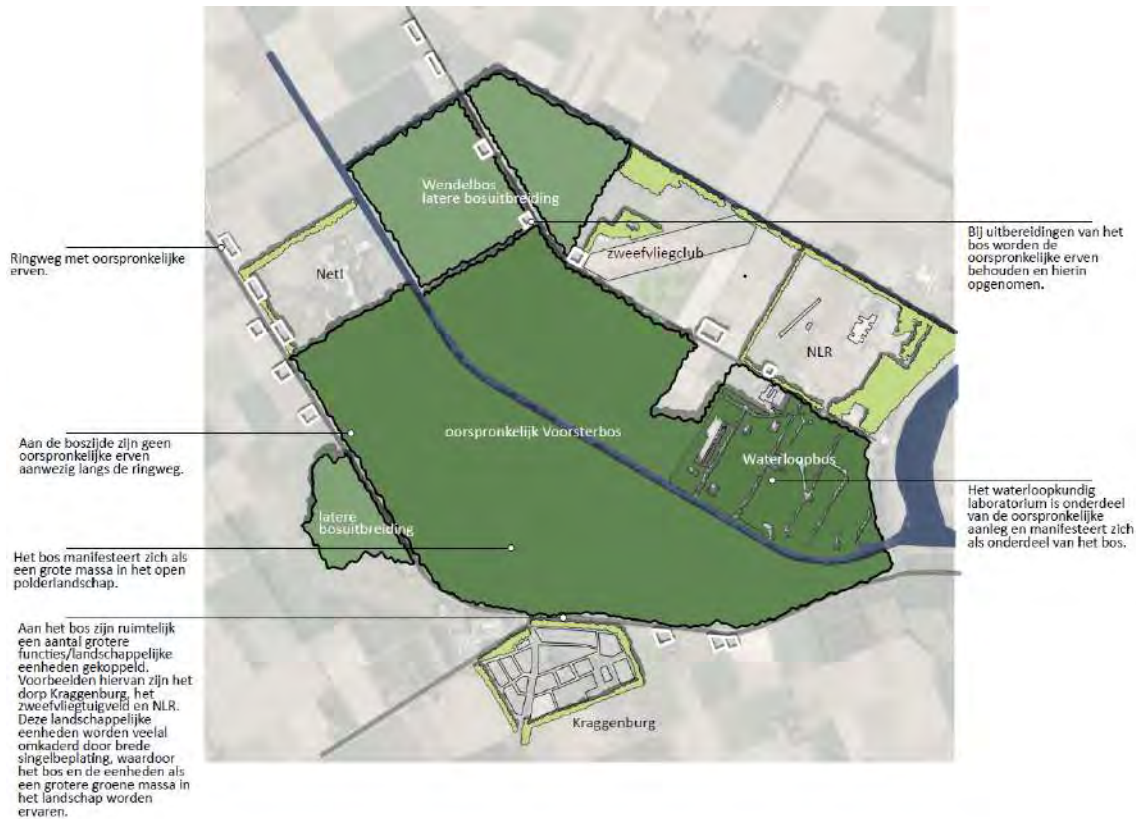 Wendelbos
latere bosuitbreiding
zweefvliegclub
Netl
NLR
oorspronkelijk Voorsterbos
Waterloopbos
latere
bosuitbreiding
Kraggenburg
Ringweg met oorspronkelijke
erven.
Aan de boszijde zijn geen
oorspronkelijke erven
aanwezig langs de ringweg.
Het bos manifesteert zich als
een grote massa in het open
polderlandschap.
Aan het bos zijn ruimtelijk
een aantal grotere
functies/landschappelijke
eenheden gekoppeld.
Voorbeelden hiervan zijn het
dorp Kraggenburg, het
zweefvliegtuigveld en NLR.
Deze landschappelijke
eenheden worden veelal
omkaderd door brede
singelbeplating, waardoor
het bos en de eenheden als
een grotere groene massa in
het landschap worden
ervaren.
Bij uitbereidingen van het
bos worden de
oorspronkelijke erven
behouden en hierin
opgenomen.
Het waterloopkundig
laboratorium is onderdeel
van de oorspronkelijke
aanleg en manifesteert zich
als onderdeel van het bos.